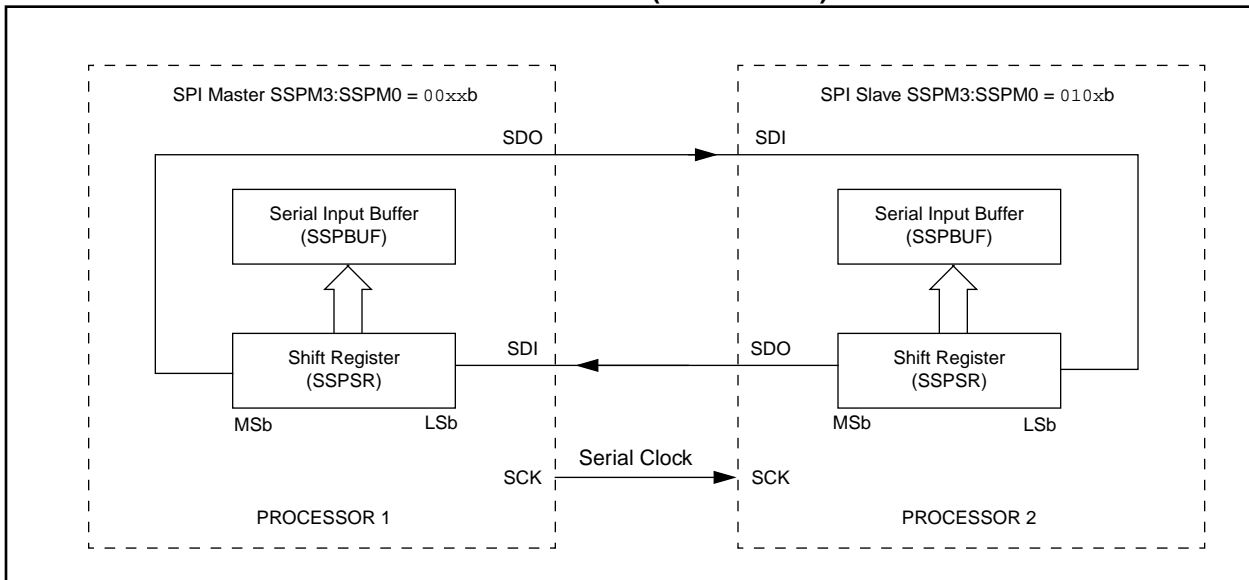 SPI Master SSPM3:SSPM0 = 00xxb
SPI Slave SSPM3:SSPM0 = 010xb
SDO
SDI
Serial Input Buffer
(SSPBUF)
Serial Input Buffer
(SSPBUF)
Shift Register
(SSPSR)
SDI
SDO
Shift Register
(SSPSR)
MSb
LSb
MSb
LSb
Serial Clock
SCK
SCK
PROCESSOR 1
PROCESSOR 2